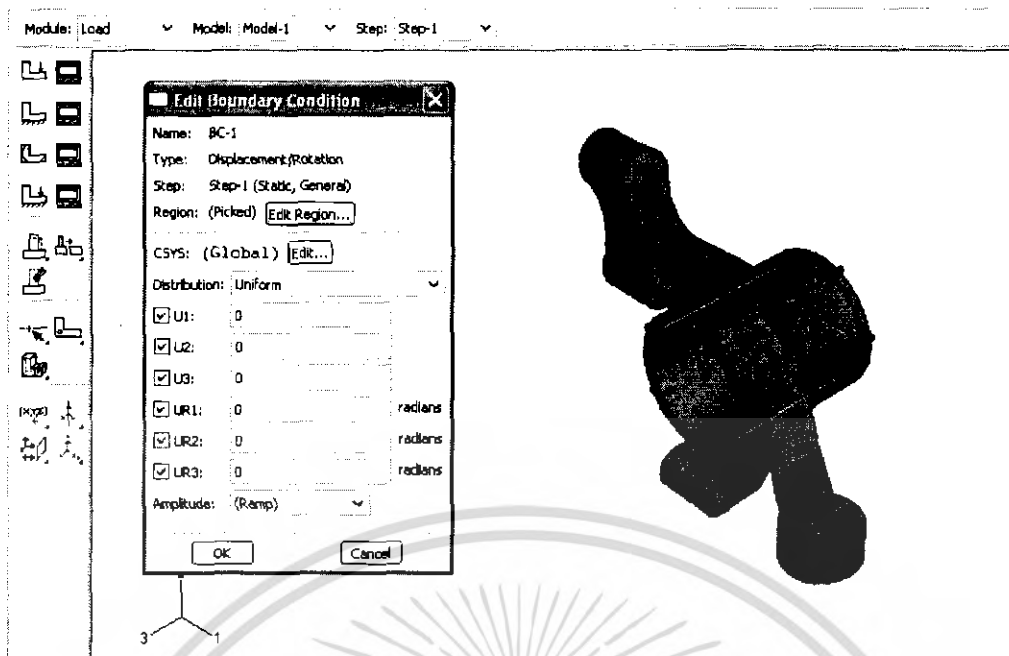 Module: Load Model: Model-1 Step: Step-1
Edit Boundary Condition
Name: BC-1
Type: Displacement/Rotation
Step: Step-1 (Static, General)
Region: (Picked) Edit Region...
CSYS: (Global) Edit...
Distribution: Uniform
U1: 0
U2: 0
U3: 0
UR1: 0 radians
UR2: 0 radians
UR3: 0 radians
Amplitude: (Ramp)
OK Cancel
3 1